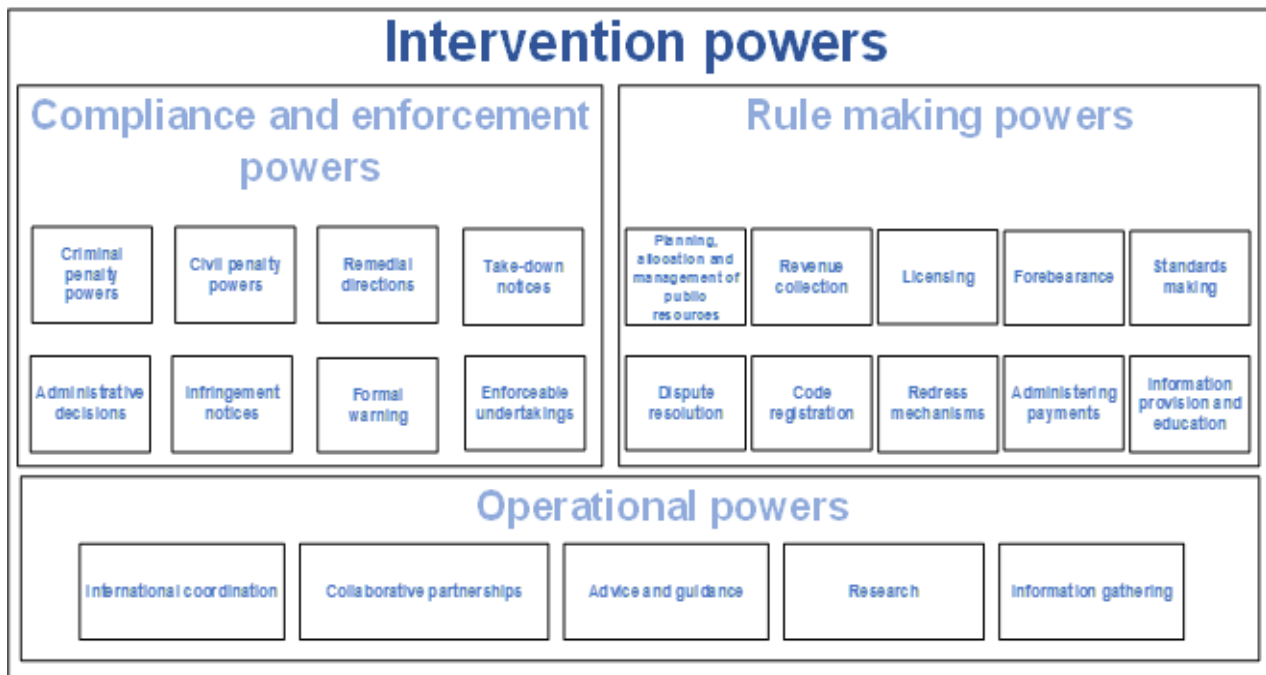 Intervention powers
Compliance and enforcement
powers
Criminal
penalty
powers
Civil penalty
powers
Remedial
directions
Take-down
notices
Administrative
decisions
Infringement
notices
Formal
warning
Enforceable
undertakings
Rule making powers
Planning,
allocation and
management of
public
resources
Revenue
collection
Licensing
Forebearance
Standards
making
Dispute
resolution
Code
registration
Redress
mechanisms
Administering
payments
Information
provision and
education
Operational powers
International coordination
Collaborative partnerships
Advice and guidance
Research
Information gathering